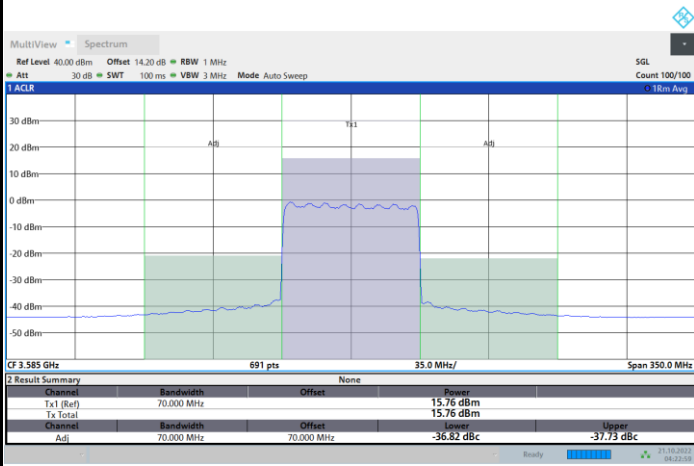 MultiView Spectrum
Ref Level 40.00 dBm Offset 14.20 dB RBW 1 MHz SGL
Att 30 dB SWT 100 ms VBW 3 MHz Mode Auto Sweep Count 100/100
1 ACLR 1Rm Avg
30 dBm
Tx1
20 dBm
Adj Adj
10 dBm
0 dBm
-10 dBm
-20 dBm
-30 dBm
-40 dBm
-50 dBm
CF 3.585 GHz 691 pts 35.0 MHz/ Span 350.0 MHz
2 Result Summary None
Channel Bandwidth Offset Power
Tx1 (Ref) 70.000 MHz 15.76 dBm
Tx Total 15.76 dBm
Channel Bandwidth Offset Lower Upper
Adj 70.000 MHz 70.000 MHz -36.82 dBc -37.73 dBc
Ready 21.10.2022
04:22:58